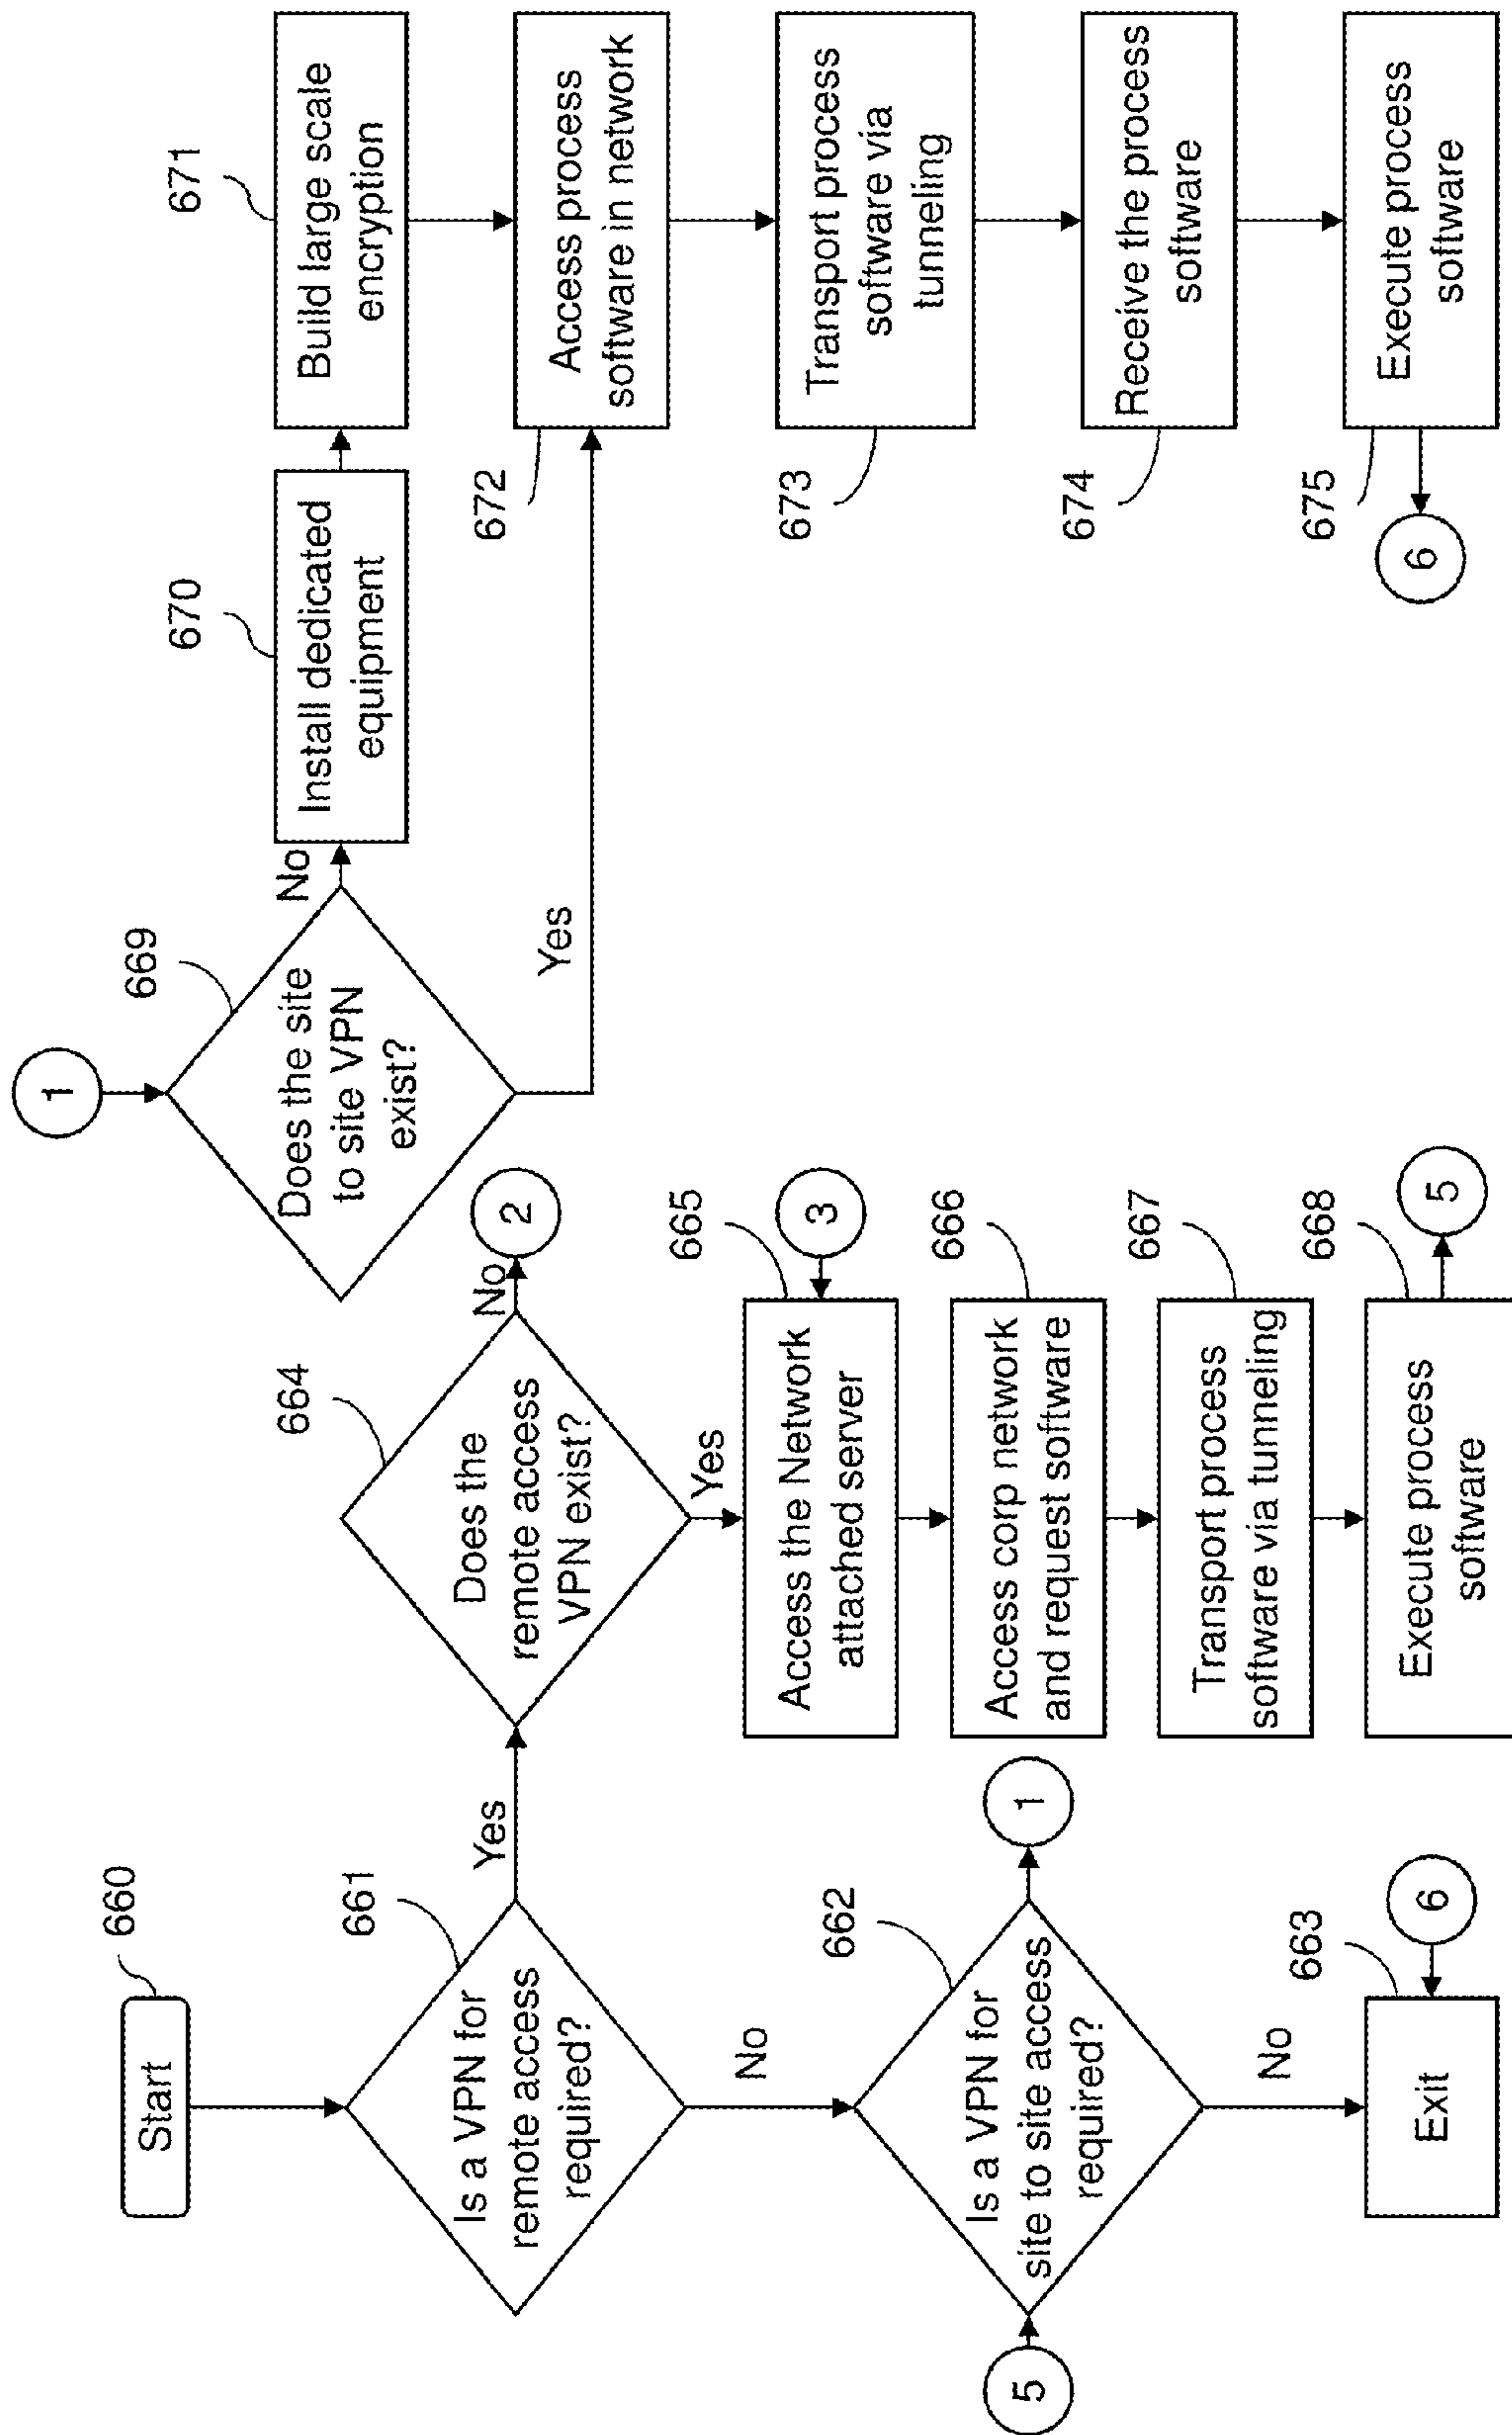 660
Start
661
Is a VPN for
remote access
required?
Yes
No
662
Is a VPN for
site to site access
required?
5
1
No
663
Exit
6
664
Does the
remote access
VPN exist?
No
2
Yes
665
Access the Network
attached server
3
666
Access corp network
and request software
667
Transport process
software via tunneling
668
Execute process
software
5
1
669
Does the site
to site VPN
exist?
No
Yes
670
Install dedicated
equipment
671
Build large scale
encryption
672
Access process
software in network
673
Transport process
software via
tunneling
674
Receive the process
software
675
Execute process
software
6